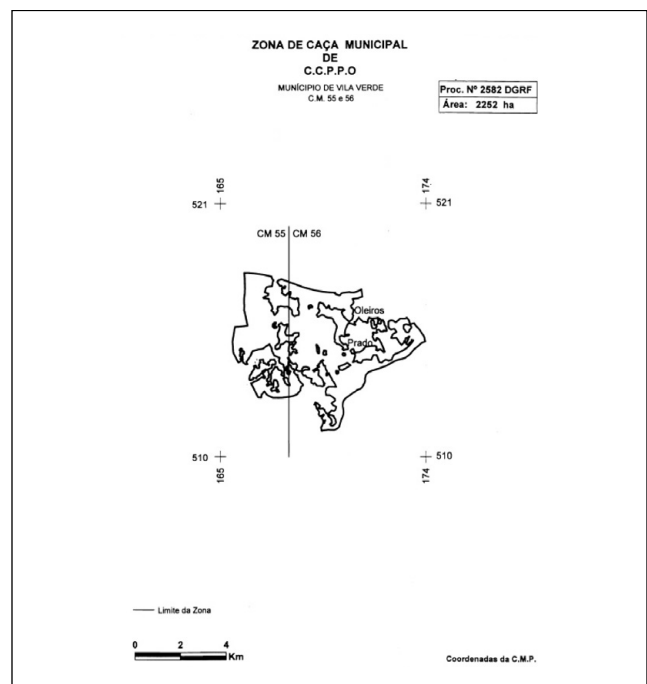 ZONA DE CAÇA MUNICIPAL
DE
C.C.P.P.O
MUNÍCIPIO DE VILA VERDE
C.M. 55 e 56
Proc. Nº 2582 DGRF
Área: 2252 ha
165
174
521
521
CM 55
CM 56
Oleiros
Prado
510
510
165
174
Limite da Zona
0 2 4
Km
Coordenadas da C.M.P.